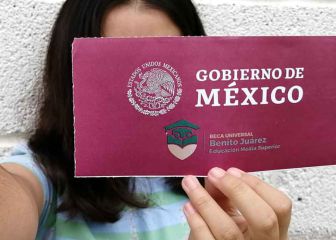 ESTADOS UNIDOS MEXICANOS
GOBIERNO DE
MÉXICO
BECA UNIVERSAL
Benito Juárez
Educación Media Superior